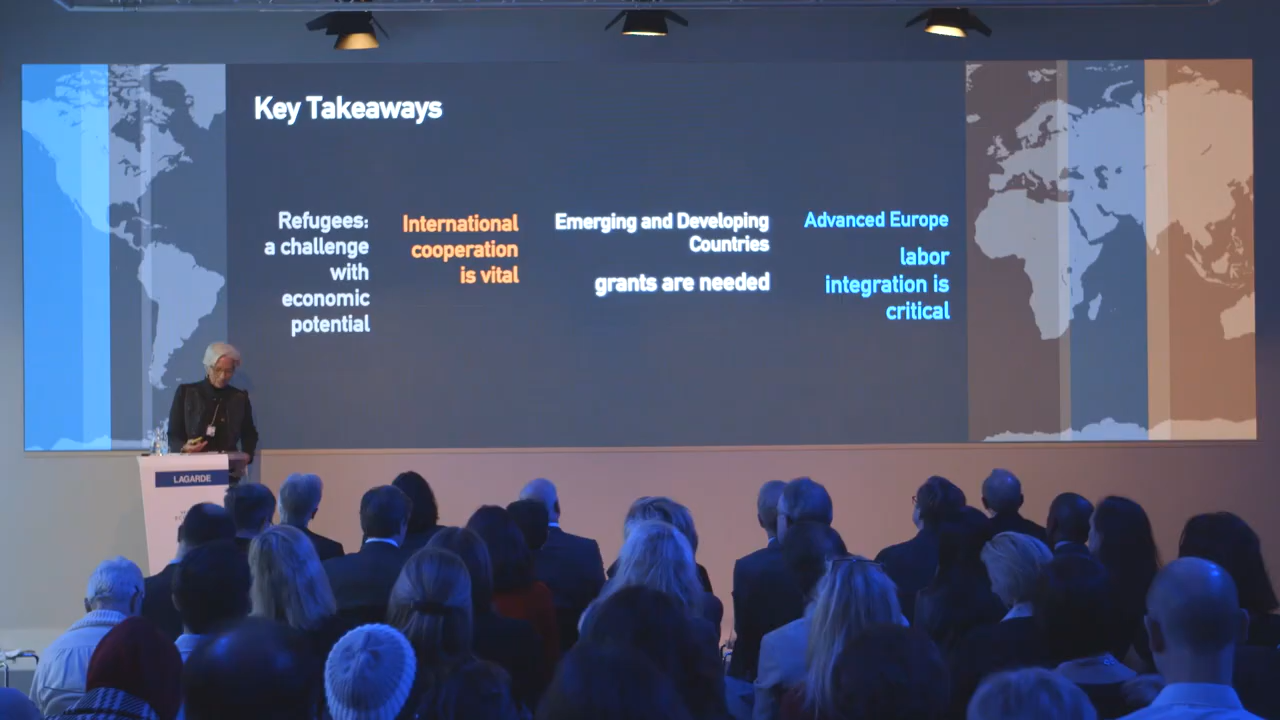 Key Takeaways
Refugees:
a challenge
with
economic
potential
International
cooperation
is vital
Emerging and Developing
Countries
grants are needed
Advanced Europe
labor
integration is
critical
LAGARDE